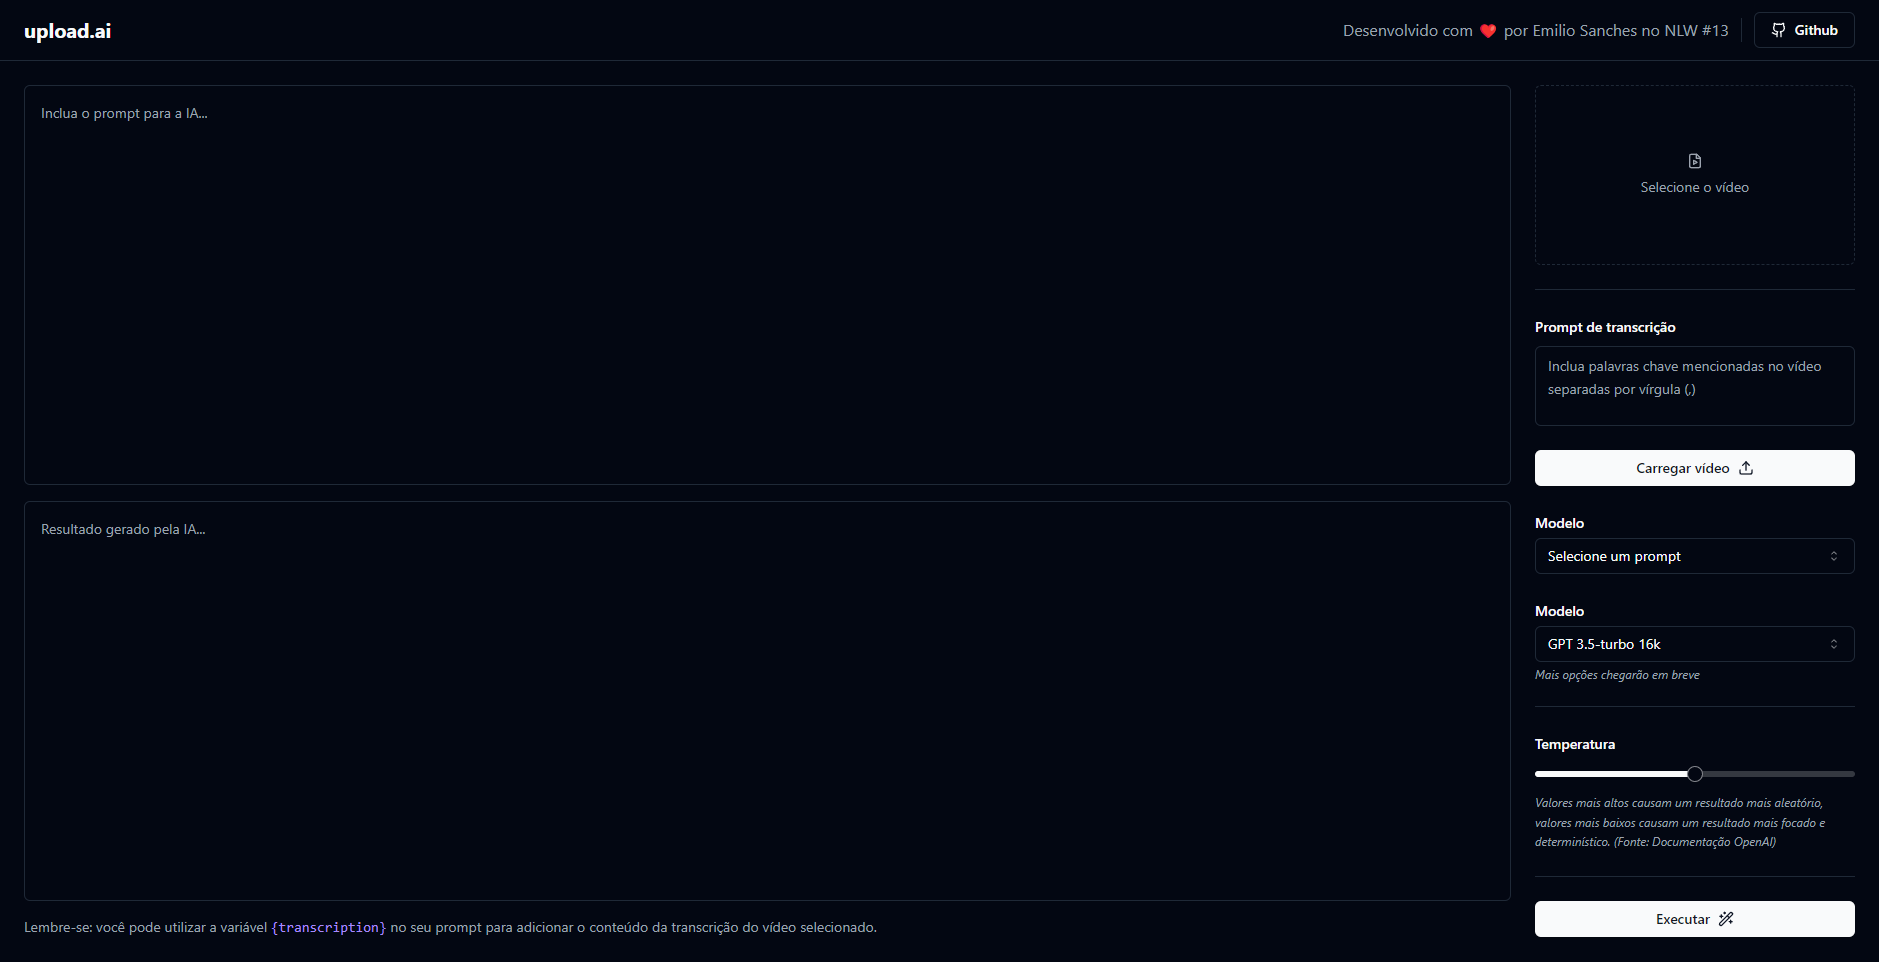 upload.ai
Desenvolvido com ❤️ por Emilio Sanches no NLW #13
Github
Inclua o prompt para a IA...
Resultado gerado pela IA...
Lembre-se: você pode utilizar a variável {transcription} no seu prompt para adicionar o conteúdo da transcrição do vídeo selecionado.
Selecione o vídeo
Prompt de transcrição
Inclua palavras chave mencionadas no vídeo
separadas por vírgula (,)
Carregar vídeo
Modelo
Selecione um prompt
Modelo
GPT 3.5-turbo 16k
Mais opções chegarão em breve
Temperatura
Valores mais altos causam um resultado mais aleatório,
valores mais baixos causam um resultado mais focado e
determinístico. (Fonte: Documentação OpenAI)
Executar